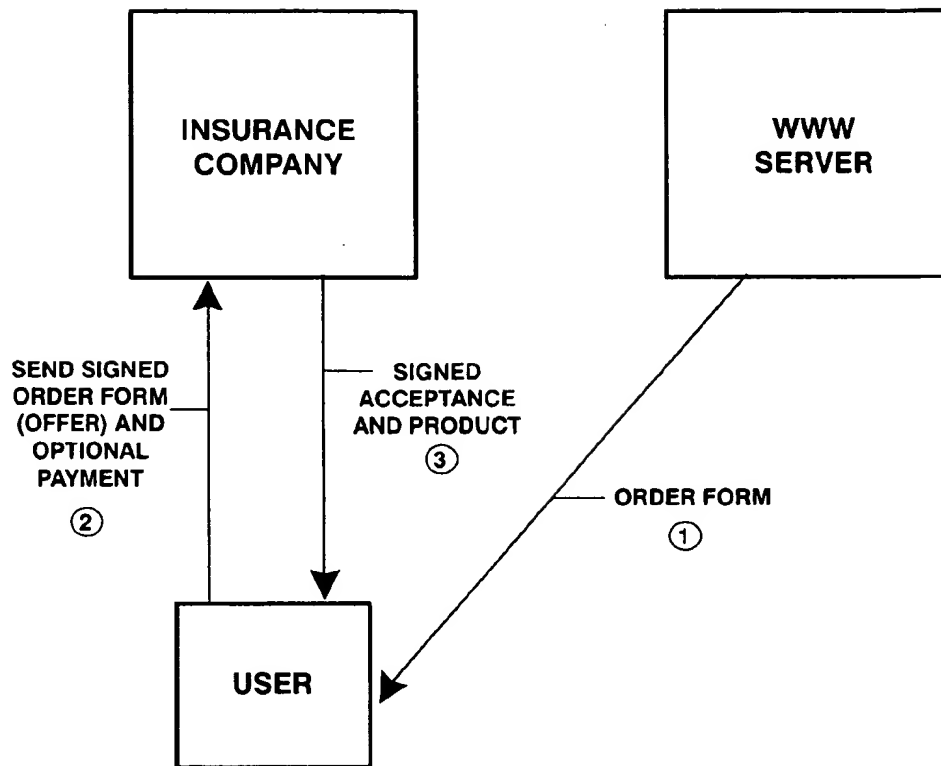 INSURANCE
COMPANY
WWW
SERVER
SEND SIGNED
ORDER FORM
(OFFER) AND
OPTIONAL
PAYMENT
2
SIGNED
ACCEPTANCE
AND PRODUCT
3
ORDER FORM
1
USER